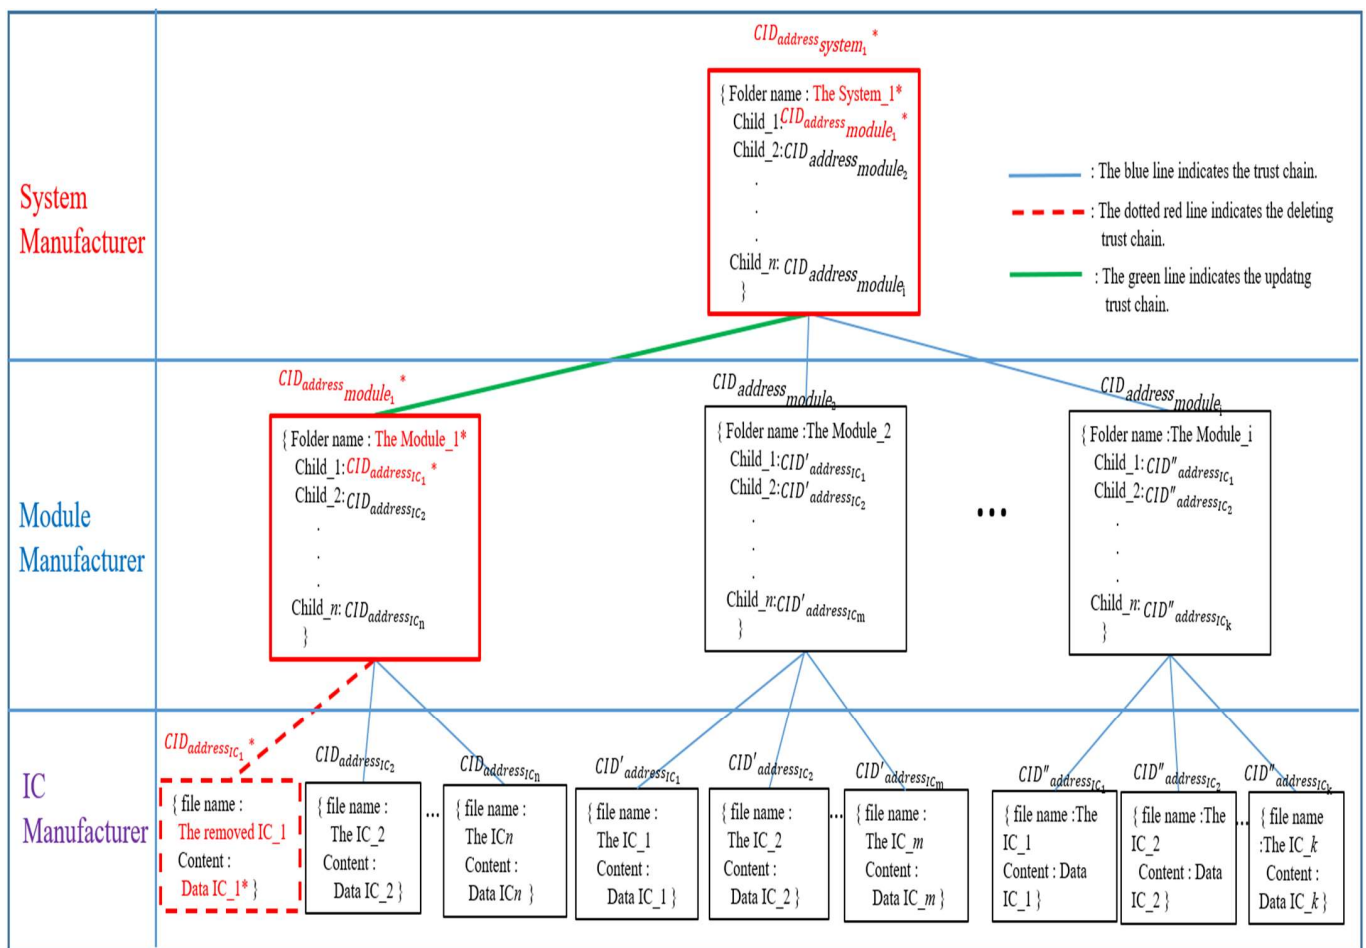 CID_address_system_1 *
{ Folder name : The System_1*
Child_1:CID_address_module_1 *
Child_2:CID_address_module_2
.
.
.
Child_n: CID_address_module_i
}
: The blue line indicates the trust chain.
: The dotted red line indicates the deleting
trust chain.
: The green line indicates the updatng
trust chain.
System
Manufacturer
CID_address_module_1 *
{ Folder name : The Module_1*
Child_1:CID_address_IC_1 *
Child_2:CID_address_IC_2
.
.
.
Child_n:CID_address_IC_n
}
CID_address_module_2
{ Folder name :The Module_2
Child_1:CID'_address_IC_1
Child_2:CID'_address_IC_2
.
.
.
Child_n:CID'_address_IC_m
}
...
CID_address_module_i
{ Folder name :The Module_i
Child_1:CID"_address_IC_1
Child_2:CID"_address_IC_2
.
.
.
Child_n:CID"_address_IC_k
}
Module
Manufacturer
IC
Manufacturer
CID_address_IC_1 *
{ file name :
The removed IC_1
Content :
Data IC_1* }
CID_address_IC_2
{ file name :
The IC_2
Content :
Data IC_2 }
...
CID_address_IC_n
{ file name :
The ICn
Content :
Data ICn }
CID'_address_IC_1
{ file name :
The IC_1
Content :
Data IC_1 }
CID'_address_IC_2
{ file name :
The IC_2
Content :
Data IC_2 }
...
CID'_address_IC_m
{ file name :
The IC_m
Content :
Data IC_m }
CID"_address_IC_1
{ file name :The
IC_1
Content : Data
IC_1 }
CID"_address_IC_2
{ file name :The
IC_2
Content : Data
IC_2 }
...
CID"_address_IC_k
{ file name
:The IC_k
Content :
Data IC_k }